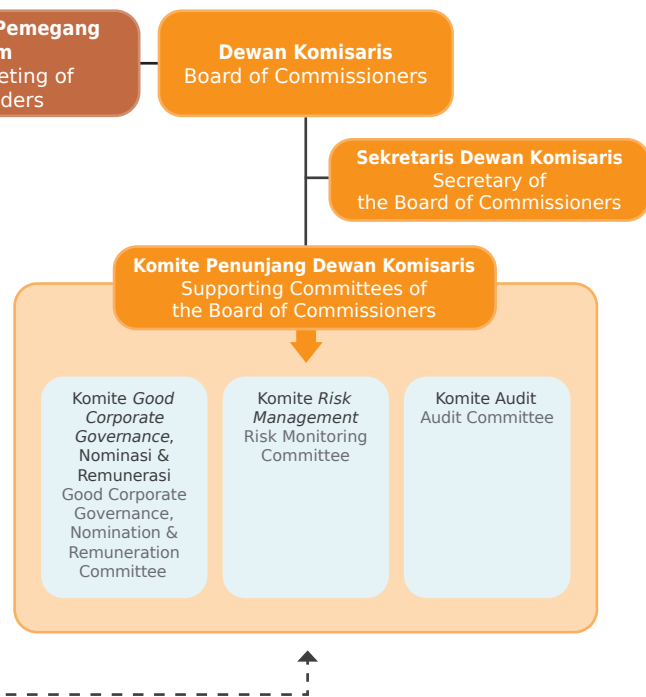 Pemegang
m
eting of
ders
Dewan Komisaris
Board of Commissioners
Sekretaris Dewan Komisaris
Secretary of
the Board of Commissioners
Komite Penunjang Dewan Komisaris
Supporting Committees of
the Board of Commissioners
Komite Good
Corporate
Governance,
Nominasi &
Remunerasi
Good Corporate
Governance,
Nomination &
Remuneration
Committee
Komite Risk
Management
Risk Monitoring
Committee
Komite Audit
Audit Committee